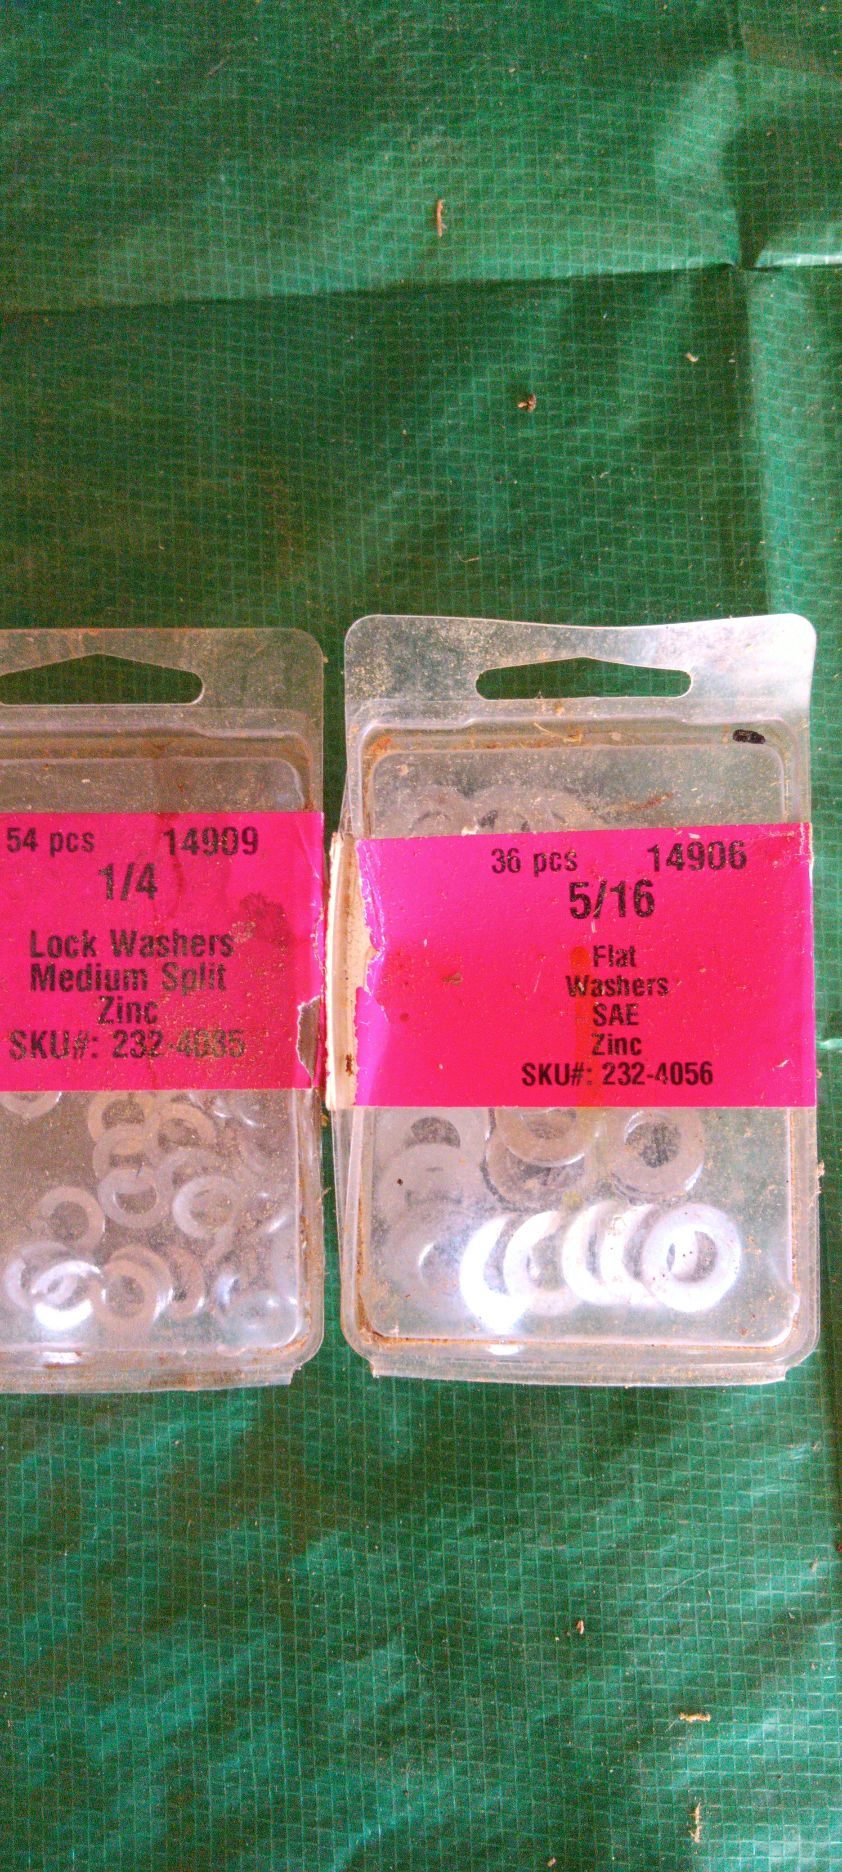 54 pcs 14909
1/4
Lock Washers
Medium Split
Zinc
SKU#: 232-4035
36 pcs 14906
5/16
Flat
Washers
SAE
Zinc
SKU#: 232-4056